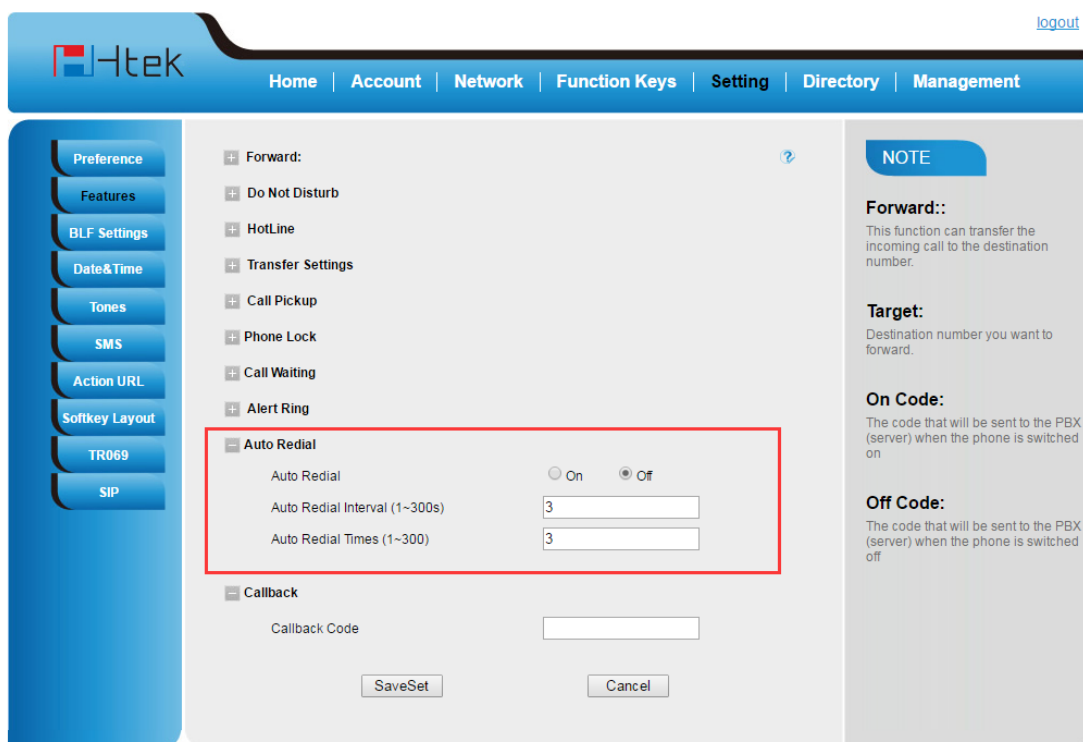 logout
Htek
Home Account Network Function Keys Setting Directory Management
Preference
Features
BLF Settings
Date&Time
Tones
SMS
Action URL
Softkey Layout
TR069
SIP
Forward:
Do Not Disturb
HotLine
Transfer Settings
Call Pickup
Phone Lock
Call Waiting
Alert Ring
Auto Redial
Auto Redial On Off
Auto Redial Interval (1~300s) 3
Auto Redial Times (1~300) 3
Callback
Callback Code
SaveSet Cancel
NOTE
Forward::
This function can transfer the
incoming call to the destination
number.
Target:
Destination number you want to
forward.
On Code:
The code that will be sent to the PBX
(server) when the phone is switched
on
Off Code:
The code that will be sent to the PBX
(server) when the phone is switched
off